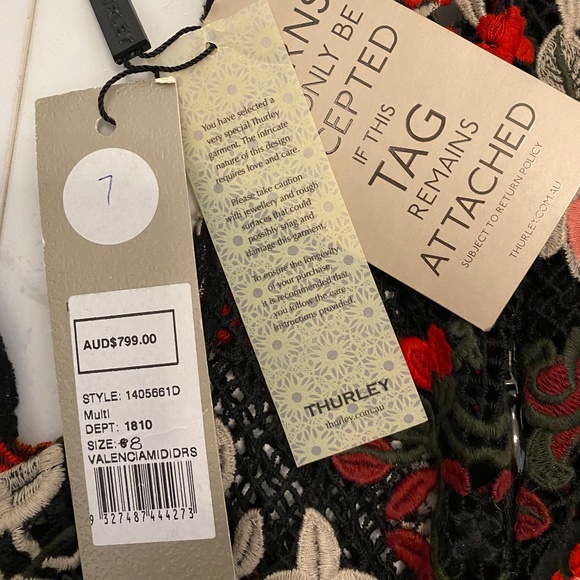 7
AUD$799.00
STYLE: 1405661D
Multi
DEPT: 1810
SIZE: 8
VALENCIAMIDIDRS
9 327487 444273
You have selected a
very special Thurley
garment. The intricate
nature of this design
requires love and care.
Please take caution
with jewellery and rough
surfaces that could
possibly snag and
damage this garment.
To ensure the longevity
of your purchase,
it is recommended that
you follow the care
instructions provided.
THURLEY
thurley.com.au
ONLY BE
IF THIS
TAG
REMAINS
ATTACHED
SUBJECT TO RETURN POLICY
THURLEY.COM.AU